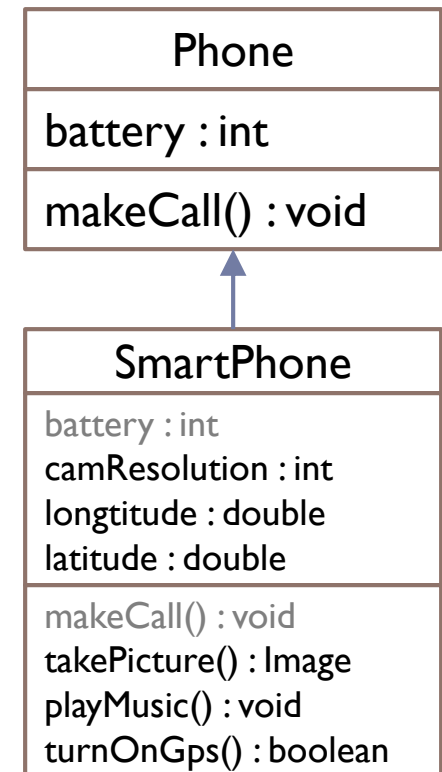 Phone
battery : int
makeCall() : void
SmartPhone
battery : int
camResolution : int
longtitude : double
latitude : double
makeCall() : void
takePicture() : Image
playMusic() : void
turnOnGps() : boolean